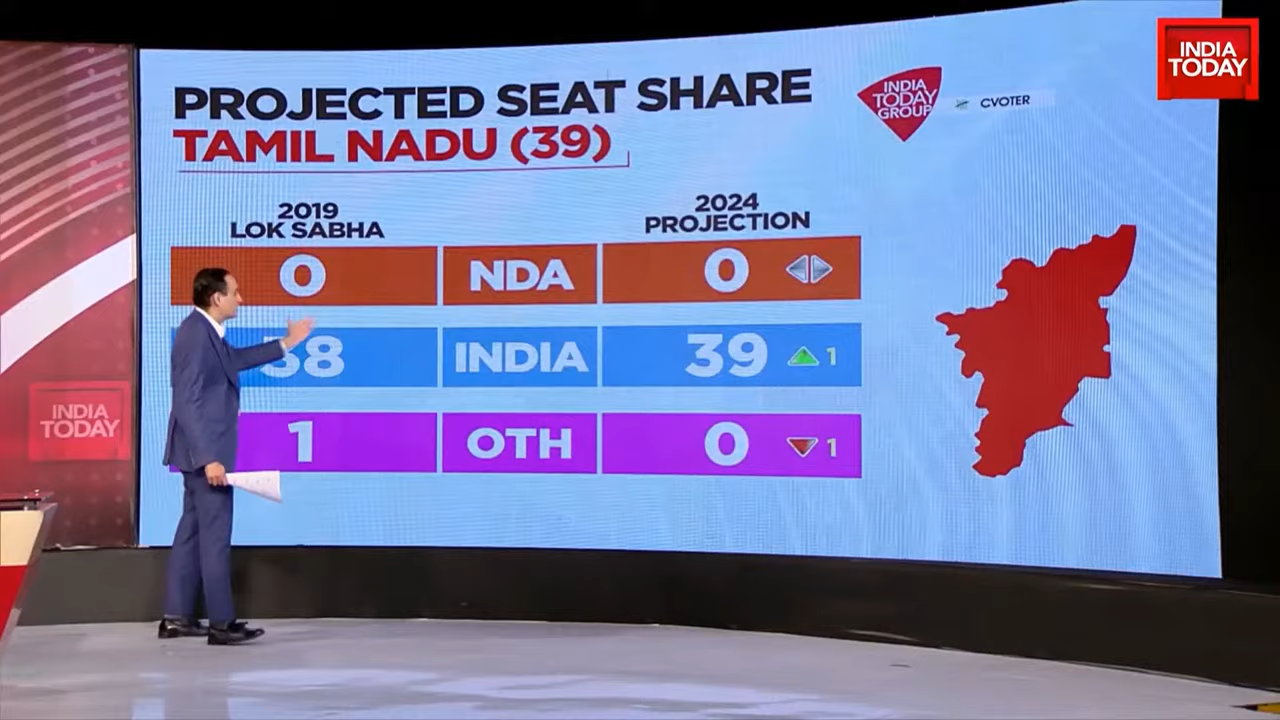 PROJECTED SEAT SHARE
TAMIL NADU (39)
INDIA
TODAY
GROUP
CVOTER
INDIA
TODAY
2019
LOK SABHA
2024
PROJECTION
0 NDA 0
38 INDIA 39 1
1 OTH 0 1
INDIA
TODAY